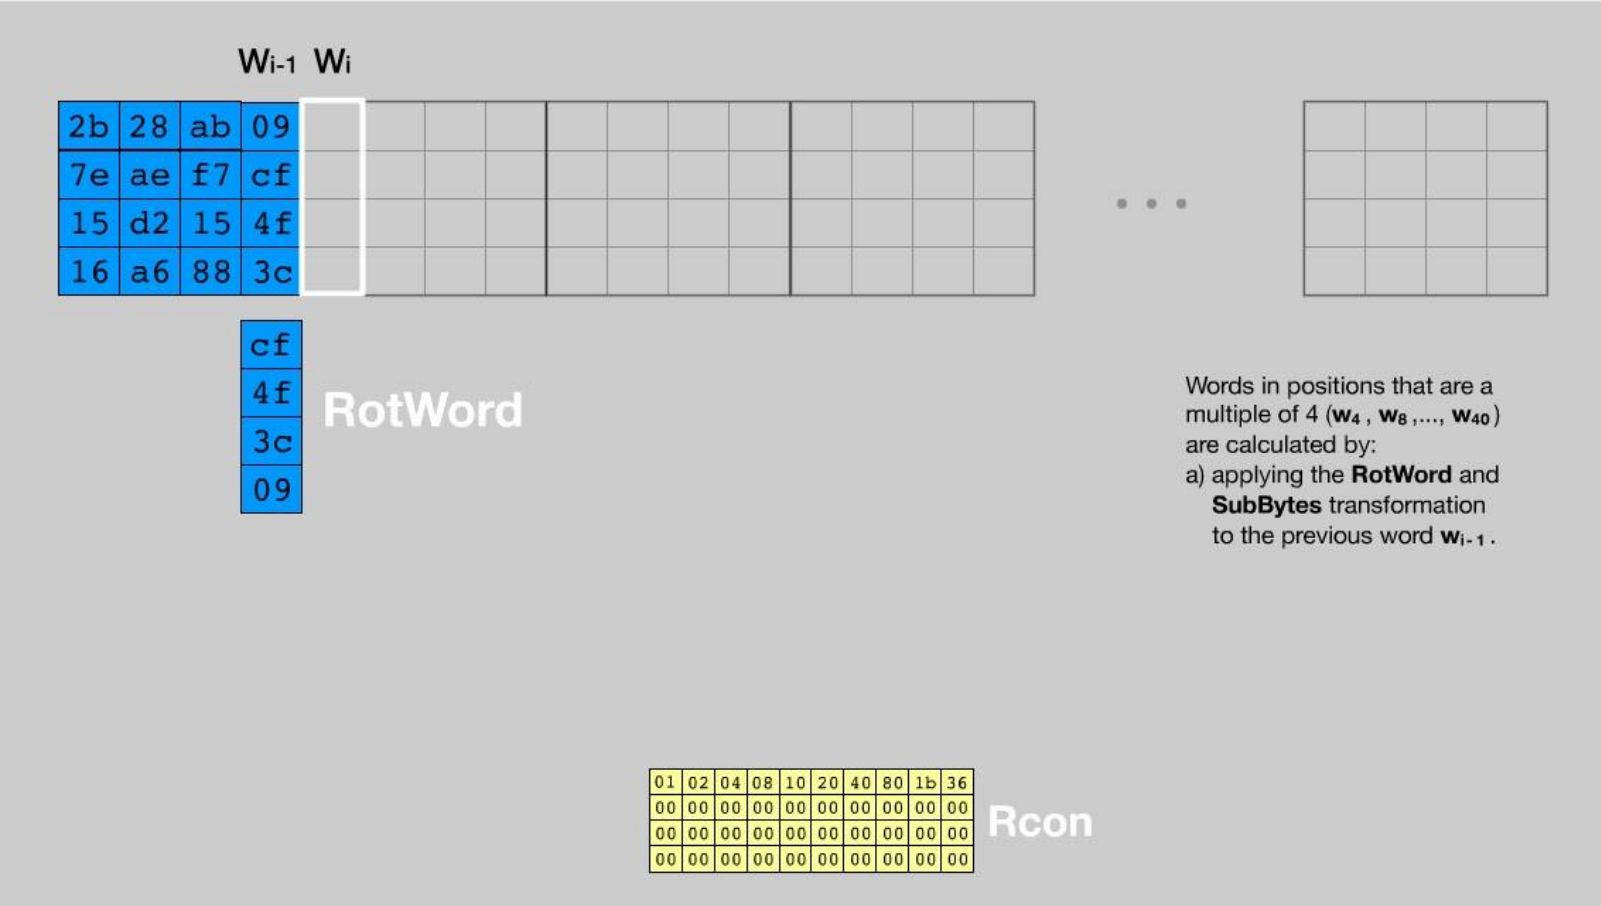 Wi-1 Wi
2b 28 ab 09
7e ae f7 cf
15 d2 15 4f
16 a6 88 3c
cf
4f
3c
09
RotWord
Words in positions that are a
multiple of 4 (w4 , w8 ,..., w40 )
are calculated by:
a) applying the RotWord and
SubBytes transformation
to the previous word wi-1 .
01 02 04 08 10 20 40 80 1b 36
00 00 00 00 00 00 00 00 00 00
00 00 00 00 00 00 00 00 00 00
00 00 00 00 00 00 00 00 00 00
Rcon